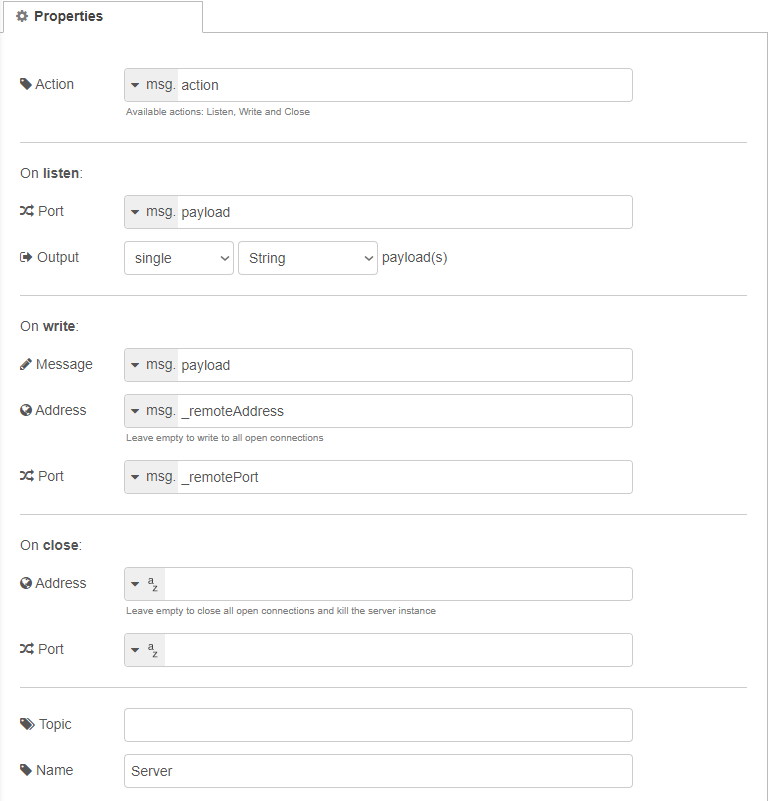 Properties
Action msg. action
Available actions: Listen, Write and Close
On listen:
Port msg. payload
Output single String payload(s)
On write:
Message msg. payload
Address msg. _remoteAddress
Leave empty to write to all open connections
Port msg. _remotePort
On close:
Address az
Leave empty to close all open connections and kill the server instance
Port az
Topic
Name Server